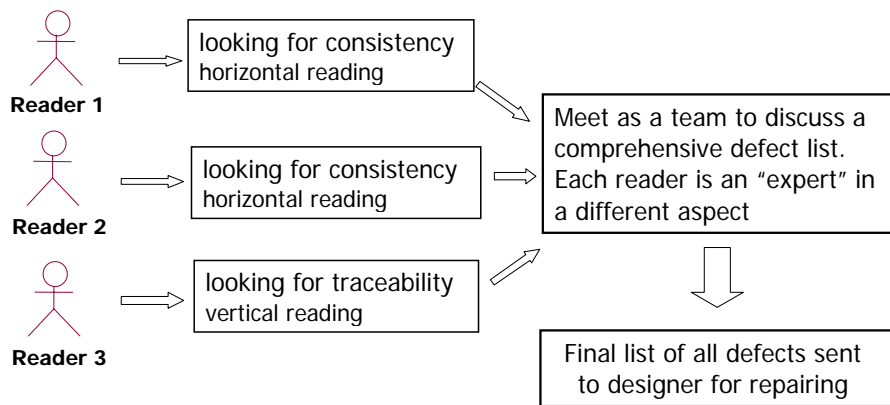 looking for consistency
horizontal reading
Reader 1
looking for consistency
horizontal reading
Reader 2
looking for traceability
vertical reading
Reader 3
Meet as a team to discuss a
comprehensive defect list.
Each reader is an “expert” in
a different aspect
Final list of all defects sent
to designer for repairing